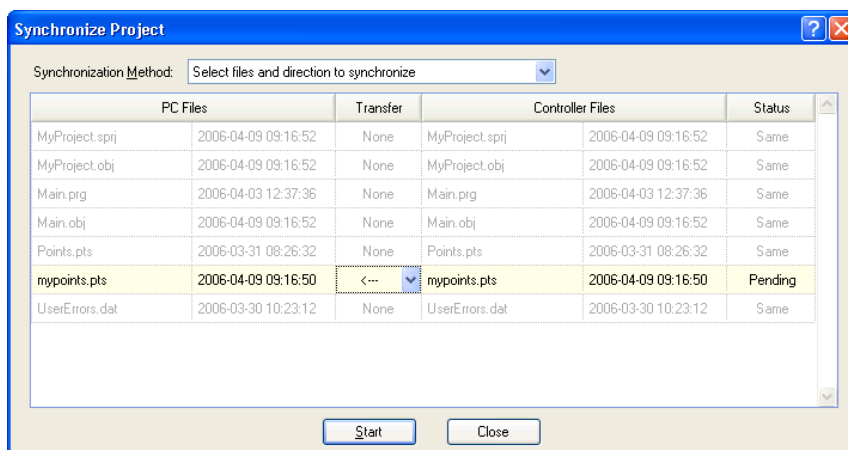 Synchronize Project
Synchronization Method: Select files and direction to synchronize
PC Files Transfer Controller Files Status
MyProject.sprj 2006-04-09 09:16:52 None MyProject.sprj 2006-04-09 09:16:52 Same
MyProject.obj 2006-04-09 09:16:52 None MyProject.obj 2006-04-09 09:16:52 Same
Main.prg 2006-04-03 12:37:36 None Main.prg 2006-04-03 12:37:36 Same
Main.obj 2006-04-09 09:16:52 None Main.obj 2006-04-09 09:16:52 Same
Points.pts 2006-03-31 08:26:32 None Points.pts 2006-03-31 08:26:32 Same
mypoints.pts 2006-04-09 09:16:50 <--- mypoints.pts 2006-04-09 09:16:50 Pending
UserErrors.dat 2006-03-30 10:23:12 None UserErrors.dat 2006-03-30 10:23:12 Same
Start Close